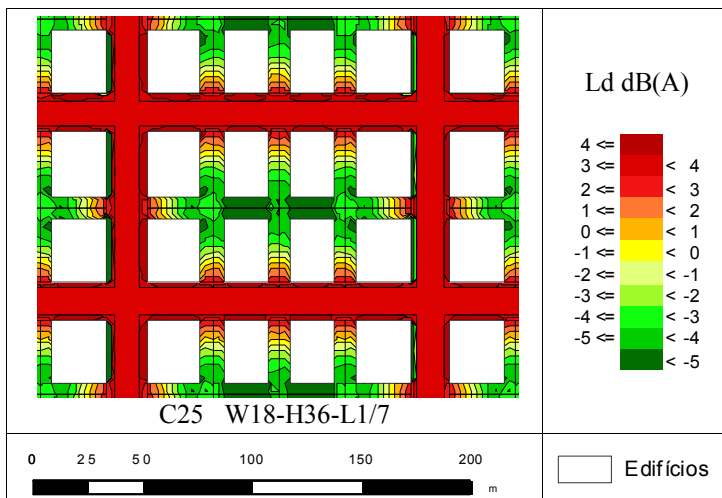 Ld dB(A)
4 <=
3 <= < 4
2 <= < 3
1 <= < 2
0 <= < 1
-1 <= < 0
-2 <= < -1
-3 <= < -2
-4 <= < -3
-5 <= < -4
< -5
C25 W18-H36-L1/7
0 25 50 100 150 200
m
Edifícios